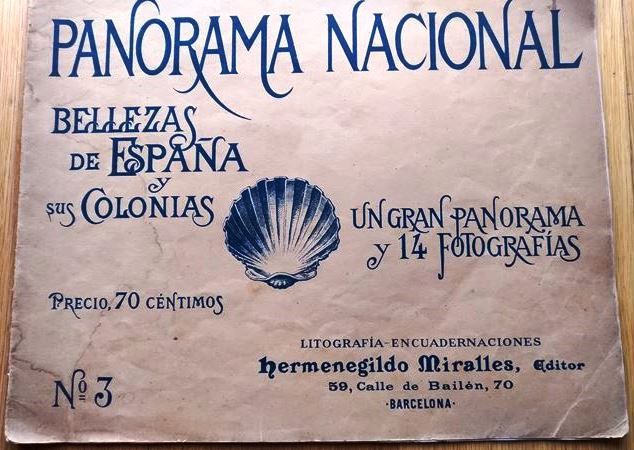 PANORAMA NACIONAL
BELLEZAS
DE ESPAÑA
y
SUS COLONIAS
UN GRAN PANORAMA
y 14 FOTOGRAFÍAS
PRECIO, 70 CÉNTIMOS
LITOGRAFÍA-ENCUADERNACIONES
Hermenegildo Miralles, Editor
59, Calle de Bailén, 70
·BARCELONA·
Nº 3